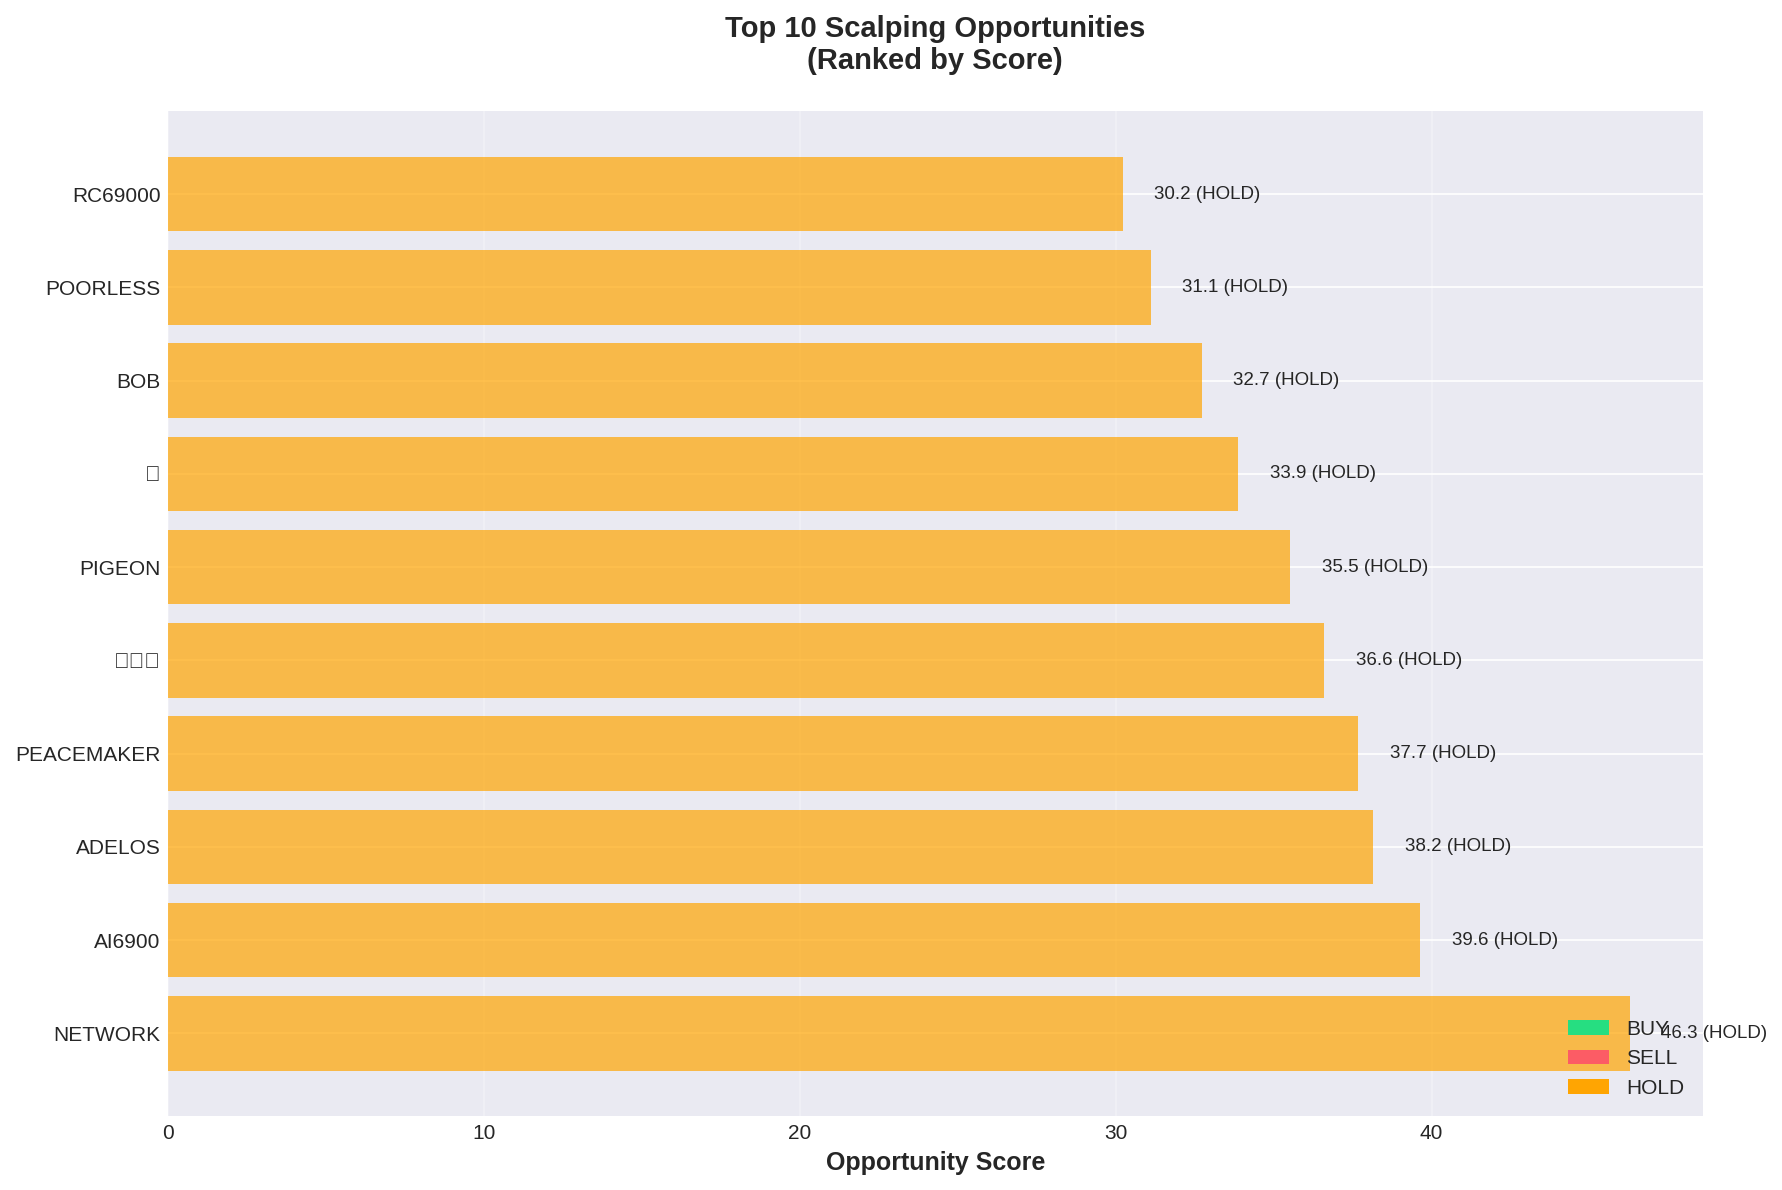 Top 10 Scalping Opportunities
(Ranked by Score)
RC69000
30.2 (HOLD)
POORLESS
31.1 (HOLD)
BOB
32.7 (HOLD)
33.9 (HOLD)
PIGEON
35.5 (HOLD)
36.6 (HOLD)
PEACEMAKER
37.7 (HOLD)
ADELOS
38.2 (HOLD)
AI6900
39.6 (HOLD)
NETWORK
46.3 (HOLD)
BUY
SELL
HOLD
0 10 20 30 40
Opportunity Score